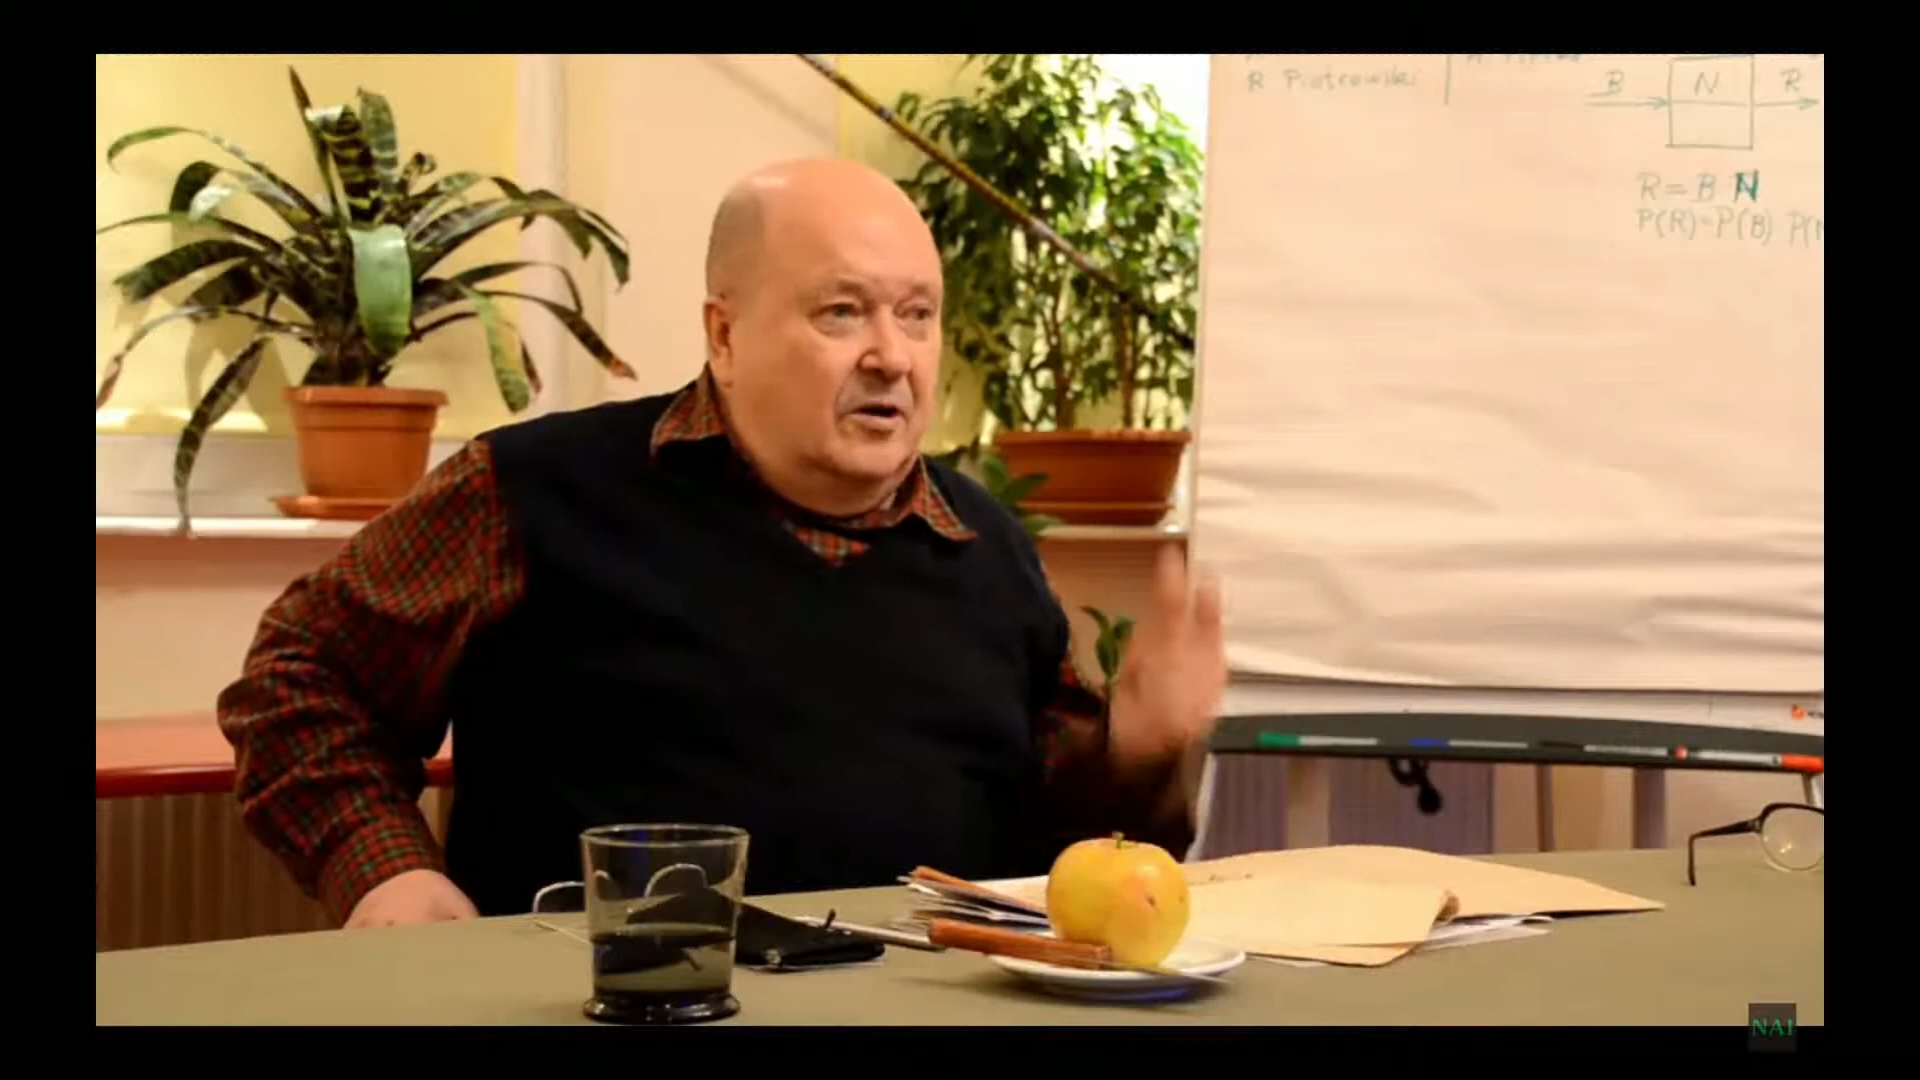 R Piotrowski
B N R
R = B N
P(R)=P(B) P(N
NAI